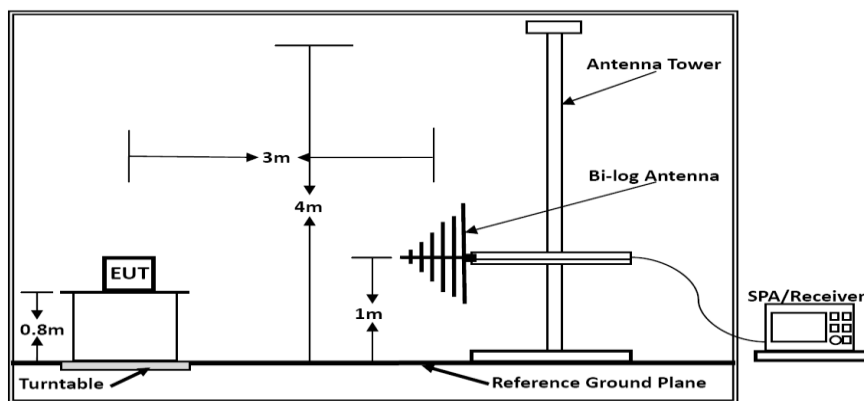 Antenna Tower
3m
Bi-log Antenna
4m
EUT
SPA/Receiver
0.8m
1m
Turntable
Reference Ground Plane